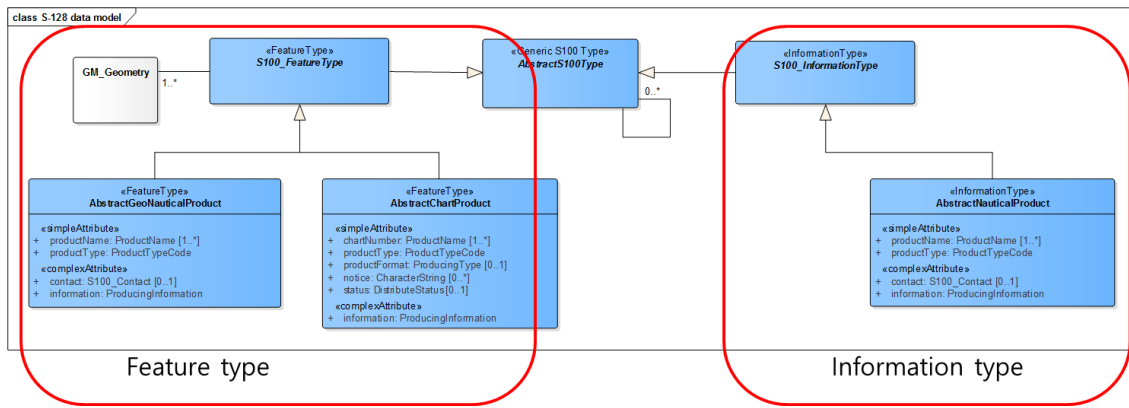 class S-128 data model
GM_Geometry
1..*
«FeatureType»
S100_FeatureType
«Generic S100 Type»
AbstractS100Type
0..*
«InformationType»
S100_InformationType
«FeatureType»
AbstractGeoNauticalProduct
«simpleAttribute»
+ productName: ProductName [1..*]
+ productType: ProductTypeCode
«complexAttribute»
+ contact: S100_Contact [0..1]
+ information: ProducingInformation
«FeatureType»
AbstractChartProduct
«simpleAttribute»
+ chartNumber: ProductName [1..*]
+ productType: ProductTypeCode
+ productFormat: ProducingType [0..1]
+ notice: CharacterString [0..*]
+ status: DistributeStatus [0..1]
«complexAttribute»
+ information: ProducingInformation
«InformationType»
AbstractNauticalProduct
«simpleAttribute»
+ productName: ProductName [1..*]
+ productType: ProductTypeCode
«complexAttribute»
+ contact: S100_Contact [0..1]
+ information: ProducingInformation
Feature type
Information type